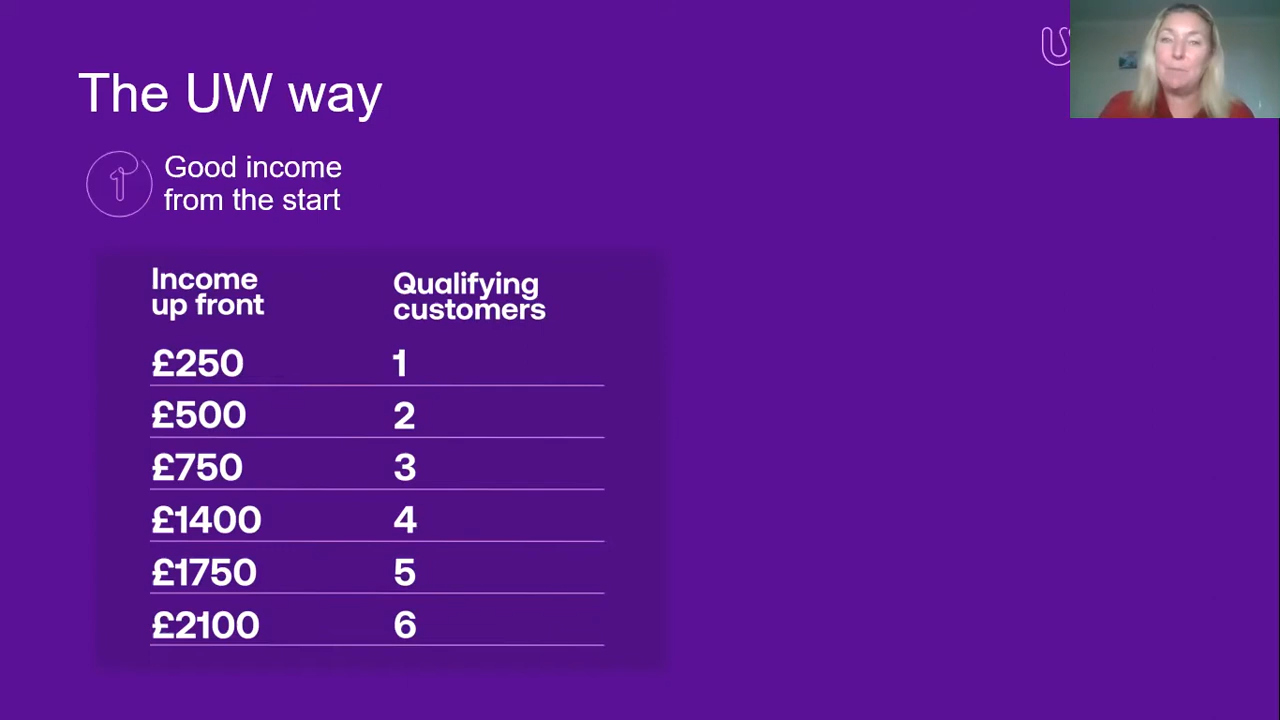 The UW way
1
Good income
from the start
Income
up front
Qualifying
customers
£250 1
£500 2
£750 3
£1400 4
£1750 5
£2100 6
U